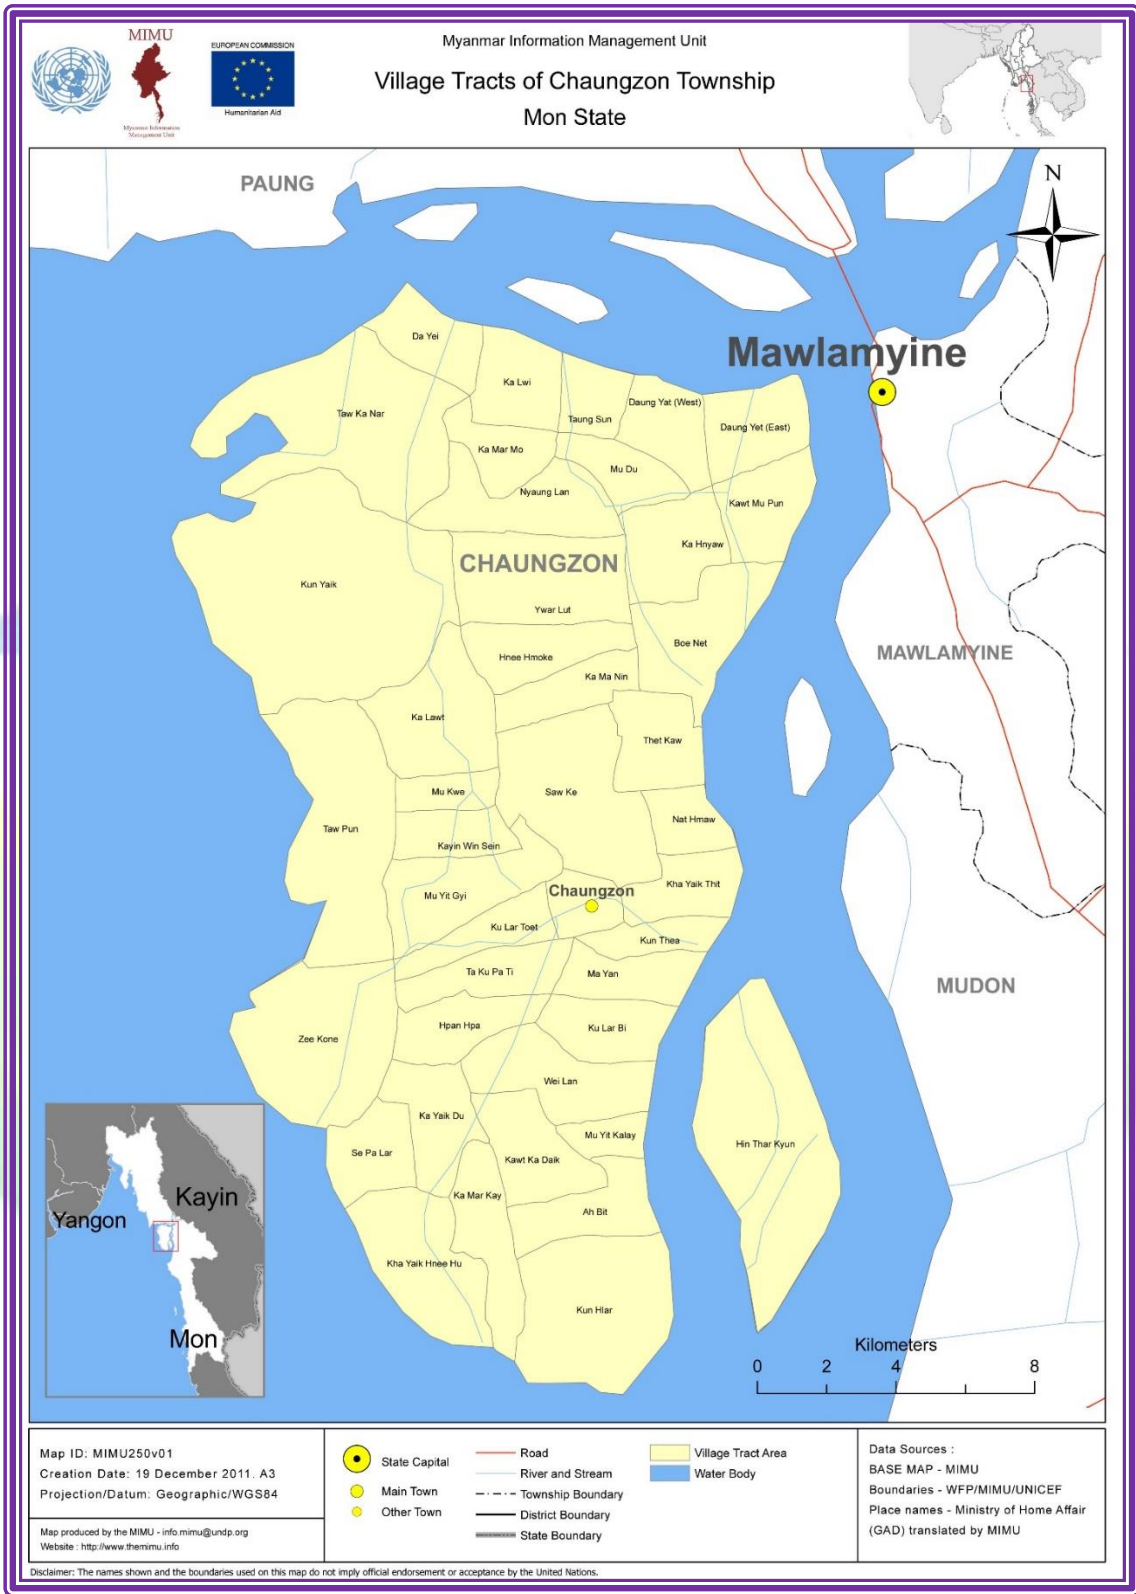 MIMU
Myanmar Information
Management Unit
EUROPEAN COMMISSION
Humanitarian Aid
Myanmar Information Management Unit
Village Tracts of Chaungzon Township
Mon State
PAUNG
N
Da Yei
Mawlamyine
Ka Lwi
Taw Ka Nar
Taung Sun
Daung Yat (West)
Daung Yet (East)
Ka Mar Mo
Mu Du
Nyaung Lan
Kawt Mu Pun
Ka Hnyaw
CHAUNGZON
Kun Yaik
Ywar Lut
Boe Net
MAWLAMYINE
Hnee Hmoke
Ka Ma Nin
Ka Lawt
Thet Kaw
Mu Kwe
Saw Ke
Nat Hmaw
Taw Pun
Kayin Win Sein
Kha Yaik Thit
Mu Yit Gyi
Chaungzon
Ku Lar Toet
Kun Thea
Ta Ku Pa Ti
Ma Yan
MUDON
Hpan Hpa
Ku Lar Bi
Zee Kone
Wei Lan
Ka Yaik Du
Mu Yit Kalay
Hin Thar Kyun
Se Pa Lar
Kawt Ka Daik
Ka Mar Kay
Ah Bit
Kha Yaik Hnee Hu
Kun Hlar
Kayin
Yangon
Mon
Kilometers
0 2 4 8
Map ID: MIMU250v01
Creation Date: 19 December 2011. A3
Projection/Datum: Geographic/WGS84
Map produced by the MIMU - info.mimu@undp.org
Website : http://www.themimu.info
State Capital
Main Town
Other Town
Road
River and Stream
Township Boundary
District Boundary
State Boundary
Village Tract Area
Water Body
Data Sources :
BASE MAP - MIMU
Boundaries - WFP/MIMU/UNICEF
Place names - Ministry of Home Affair
(GAD) translated by MIMU
Disclaimer: The names shown and the boundaries used on this map do not imply official endorsement or acceptance by the United Nations.